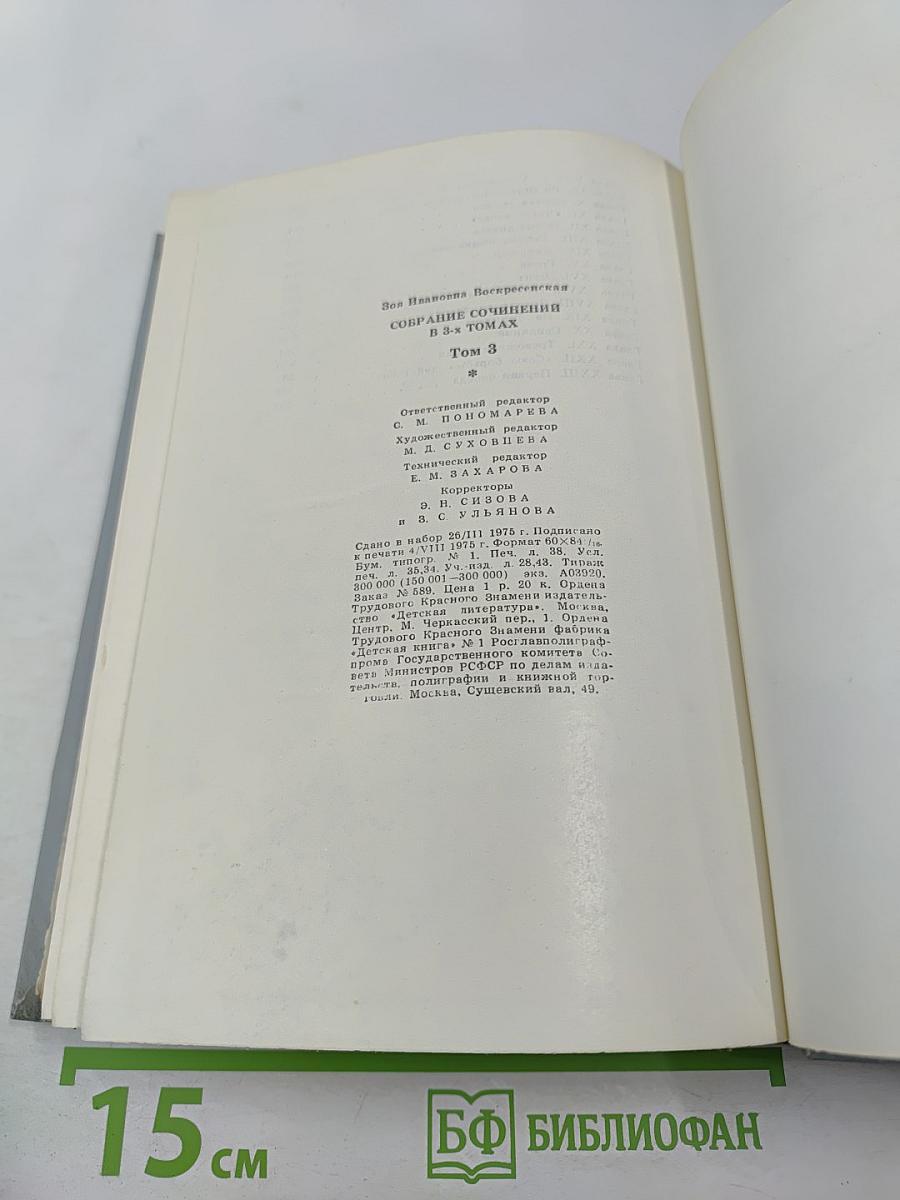 Зоя Ивановна Воскресенская
СОБРАНИЕ СОЧИНЕНИЙ
В 3-х ТОМАХ
Том 3
*
Ответственный редактор
С. М. ПОНОМАРЕВА
Художественный редактор
М. Д. СУХОВЦЕВА
Технический редактор
Е. М. ЗАХАРОВА
Корректоры
Э. Н. СИЗОВА
и З. С. УЛЬЯНОВА
Сдано в набор 26/III 1975 г. Подписано
к печати 4/VIII 1975 г. Формат 60×84 1/16.
Бум. типогр. № 1. Печ. л. 38. Усл.
печ. л. 35,34. Уч.-изд. л. 28,43. Тираж
300 000 (150 001—300 000) экз. А03920.
Заказ № 589. Цена 1 р. 20 к. Ордена
Трудового Красного Знамени издатель-
ство «Детская литература». Москва,
Центр, М. Черкасский пер., 1. Ордена
Трудового Красного Знамени фабрика
«Детская книга» № 1 Росглавполиграф-
прома Государственного комитета Со-
вета Министров РСФСР по делам изда-
тельств, полиграфии и книжной тор-
говли. Москва, Сущевский вал, 49.
15 см
БФ БИБЛИОФАН